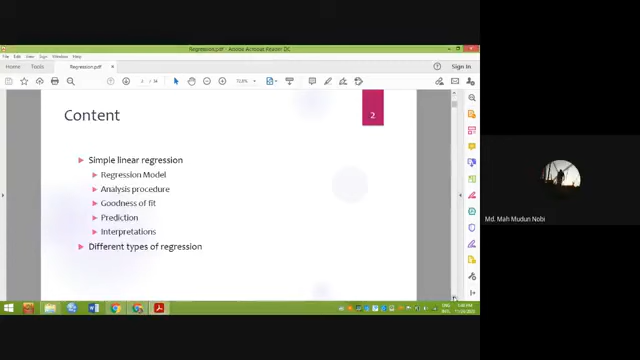 Regression.pdf - Adobe Acrobat Reader DC
File Edit View Sign Window Help
Home Tools Regression.pdf × Sign In
Content
2
Simple linear regression
Regression Model
Analysis procedure
Goodness of fit
Prediction
Interpretations
Different types of regression
Md. Mah Mudun Nobi
ENG